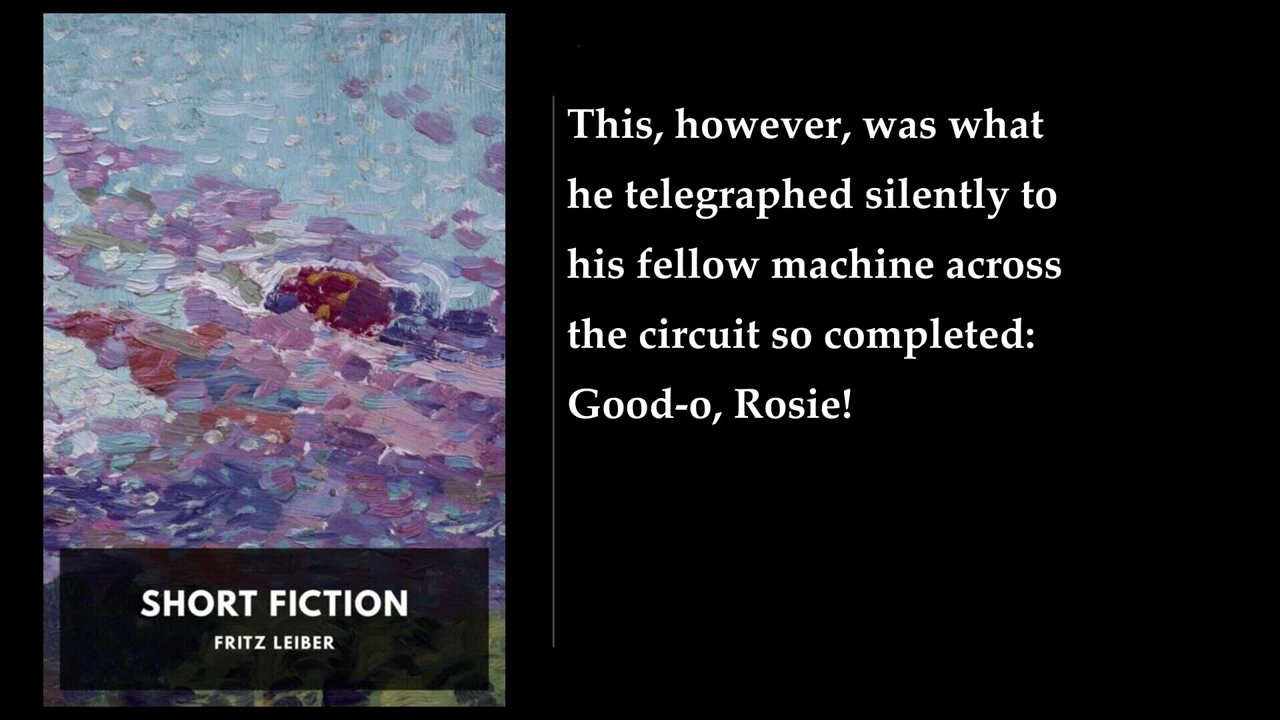 SHORT FICTION
FRITZ LEIBER
This, however, was what
he telegraphed silently to
his fellow machine across
the circuit so completed:
Good-o, Rosie!